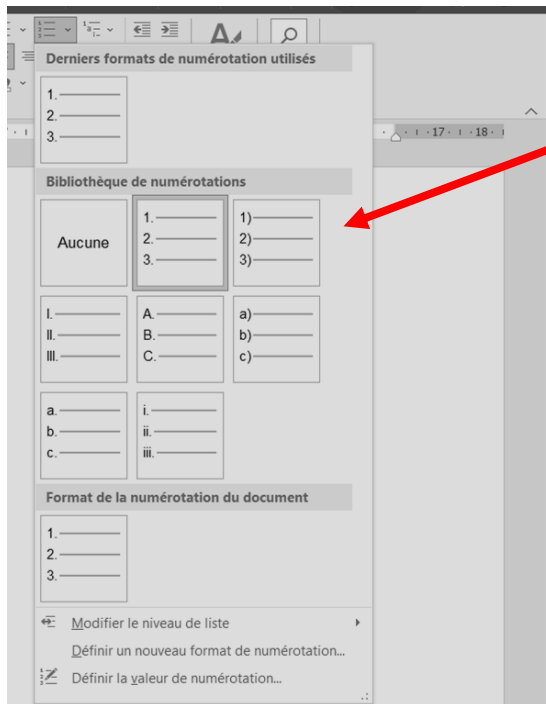 Derniers formats de numérotation utilisés
1.
2.
3.
· 17 · ı · 18 · ı
Bibliothèque de numérotations
Aucune
1.
2.
3.
1)
2)
3)
I.
II.
III.
A.
B.
C.
a)
b)
c)
a.
b.
c.
i.
ii.
iii.
Format de la numérotation du document
1.
2.
3.
Modifier le niveau de liste
Définir un nouveau format de numérotation...
Définir la valeur de numérotation...